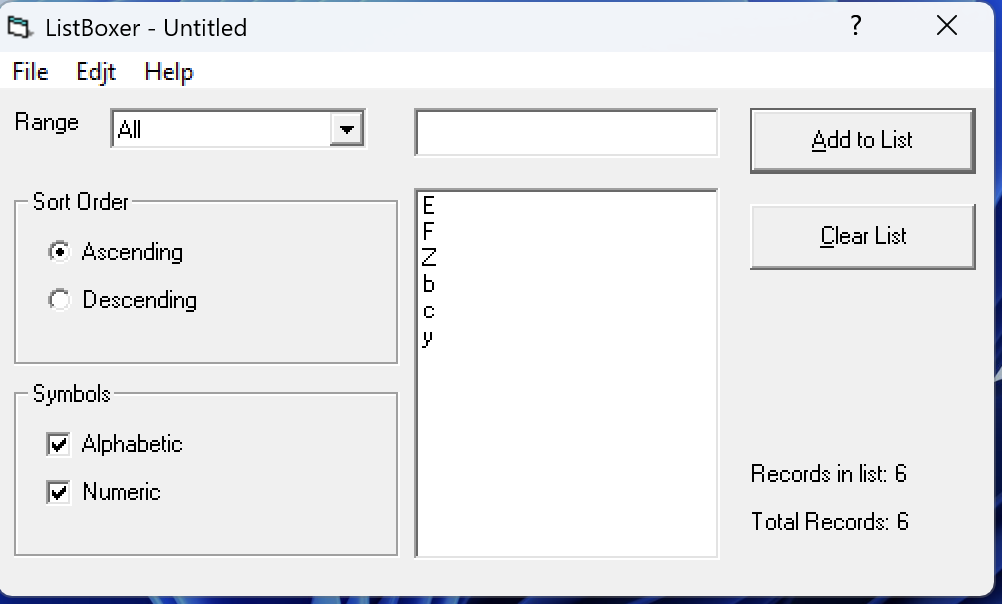 ListBoxer - Untitled
?
File Edjt Help
Range
All
Add to List
Sort Order
Ascending
Descending
E
F
Z
b
c
y
Clear List
Symbols
Alphabetic
Numeric
Records in list: 6
Total Records: 6